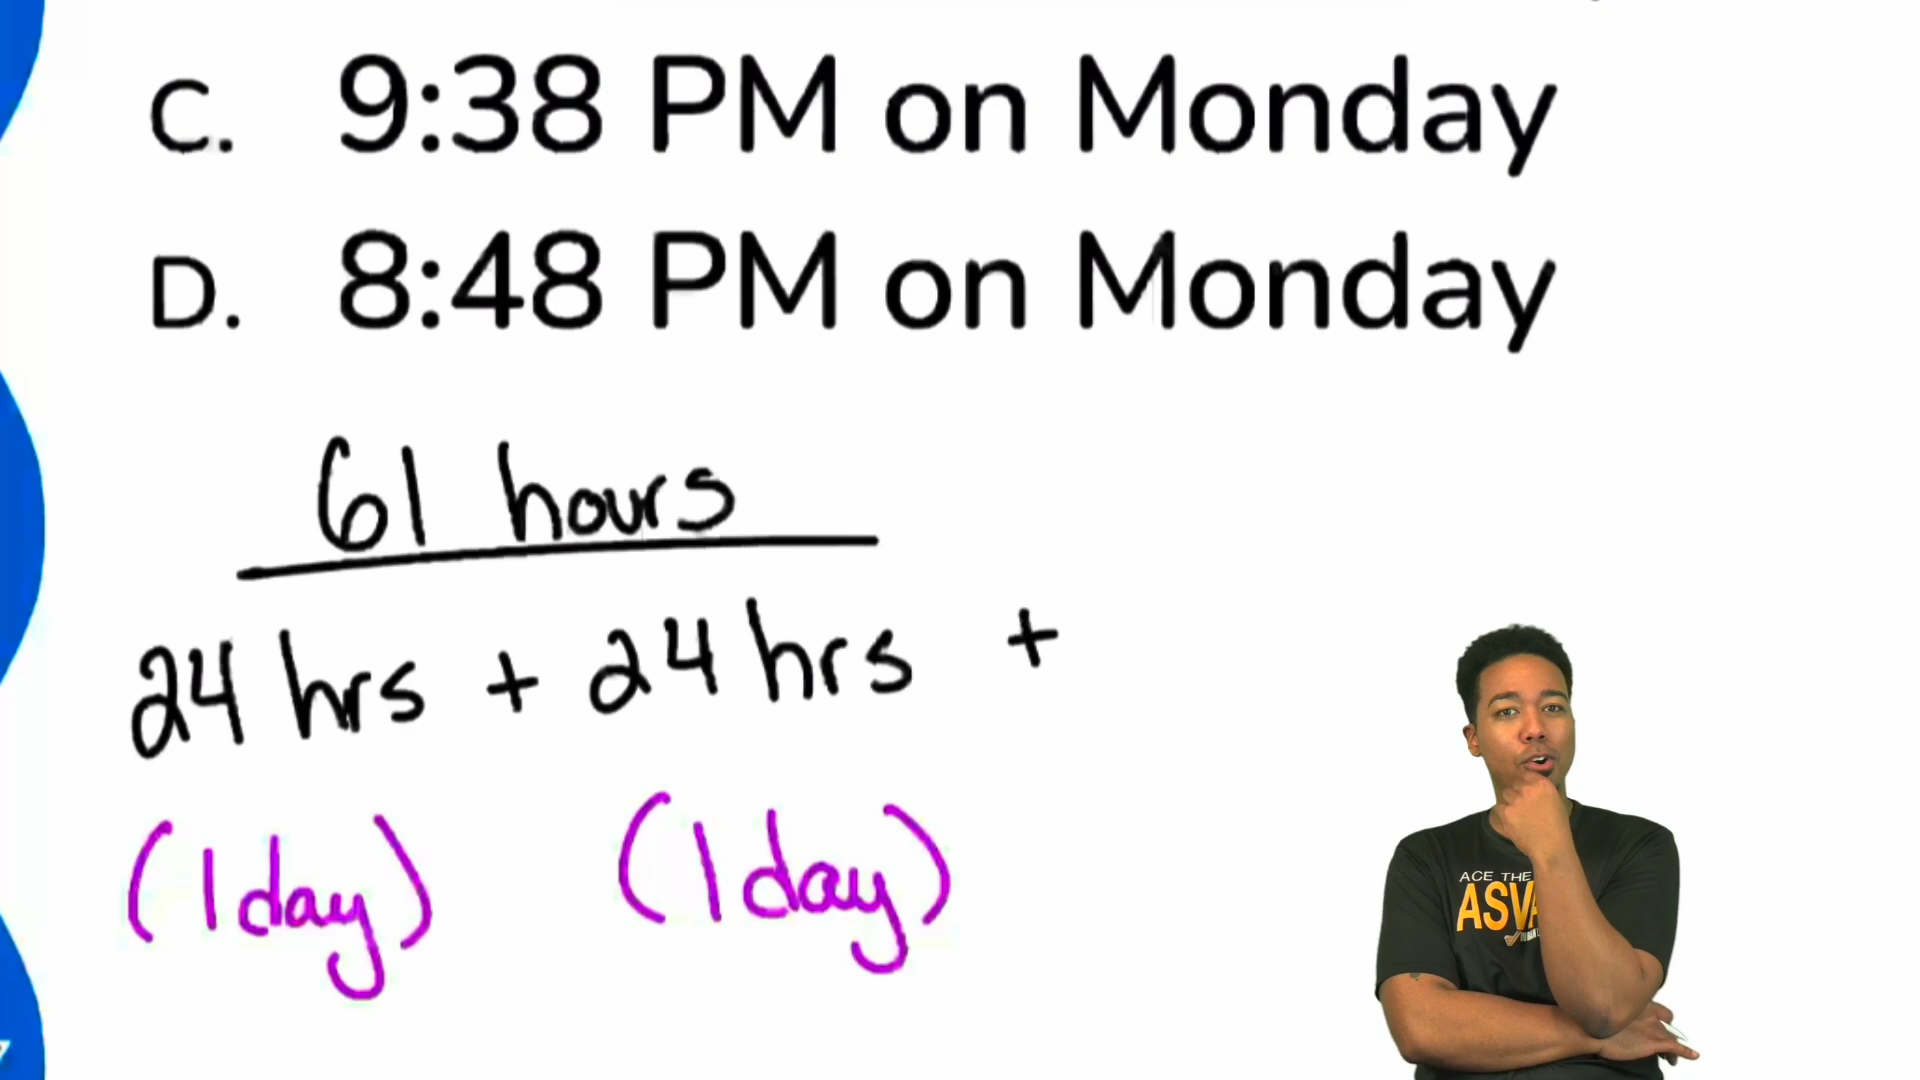 C. 9:38 PM on Monday
D. 8:48 PM on Monday
61 hours
24 hrs + 24 hrs +
(1 day) (1 day)
ACE THE
ASVA